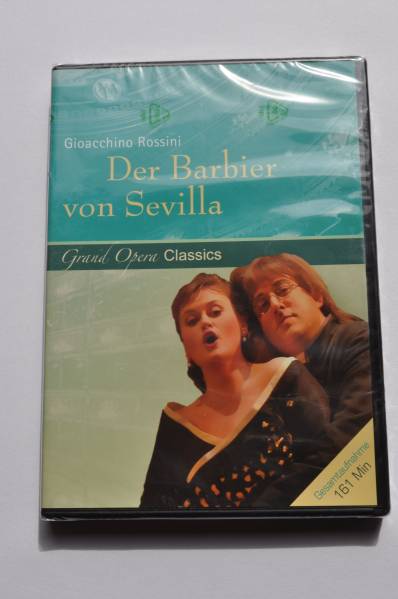 Gioacchino Rossini
Der Barbier
von Sevilla
Grand Opera Classics
Gesamtaufnahme
161 Min